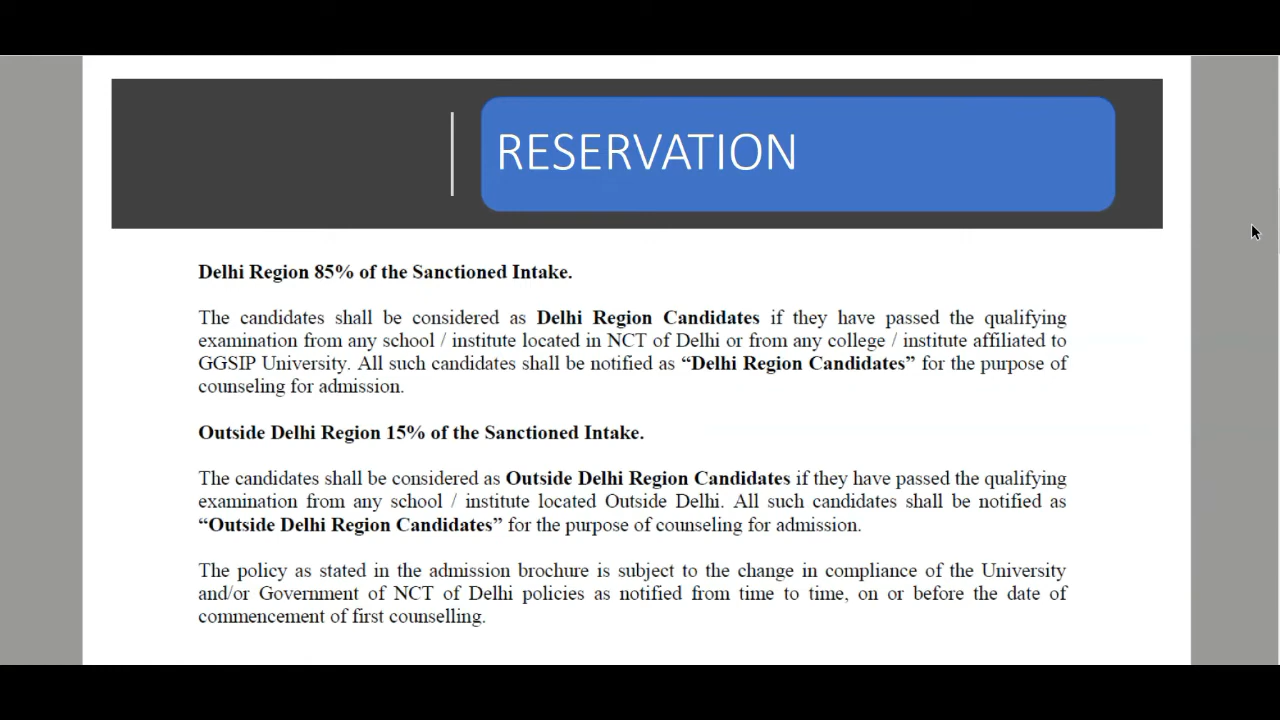 RESERVATION
Delhi Region 85% of the Sanctioned Intake.
The candidates shall be considered as Delhi Region Candidates if they have passed the qualifying
examination from any school / institute located in NCT of Delhi or from any college / institute affiliated to
GGSIP University. All such candidates shall be notified as “Delhi Region Candidates” for the purpose of
counseling for admission.
Outside Delhi Region 15% of the Sanctioned Intake.
The candidates shall be considered as Outside Delhi Region Candidates if they have passed the qualifying
examination from any school / institute located Outside Delhi. All such candidates shall be notified as
“Outside Delhi Region Candidates” for the purpose of counseling for admission.
The policy as stated in the admission brochure is subject to the change in compliance of the University
and/or Government of NCT of Delhi policies as notified from time to time, on or before the date of
commencement of first counselling.